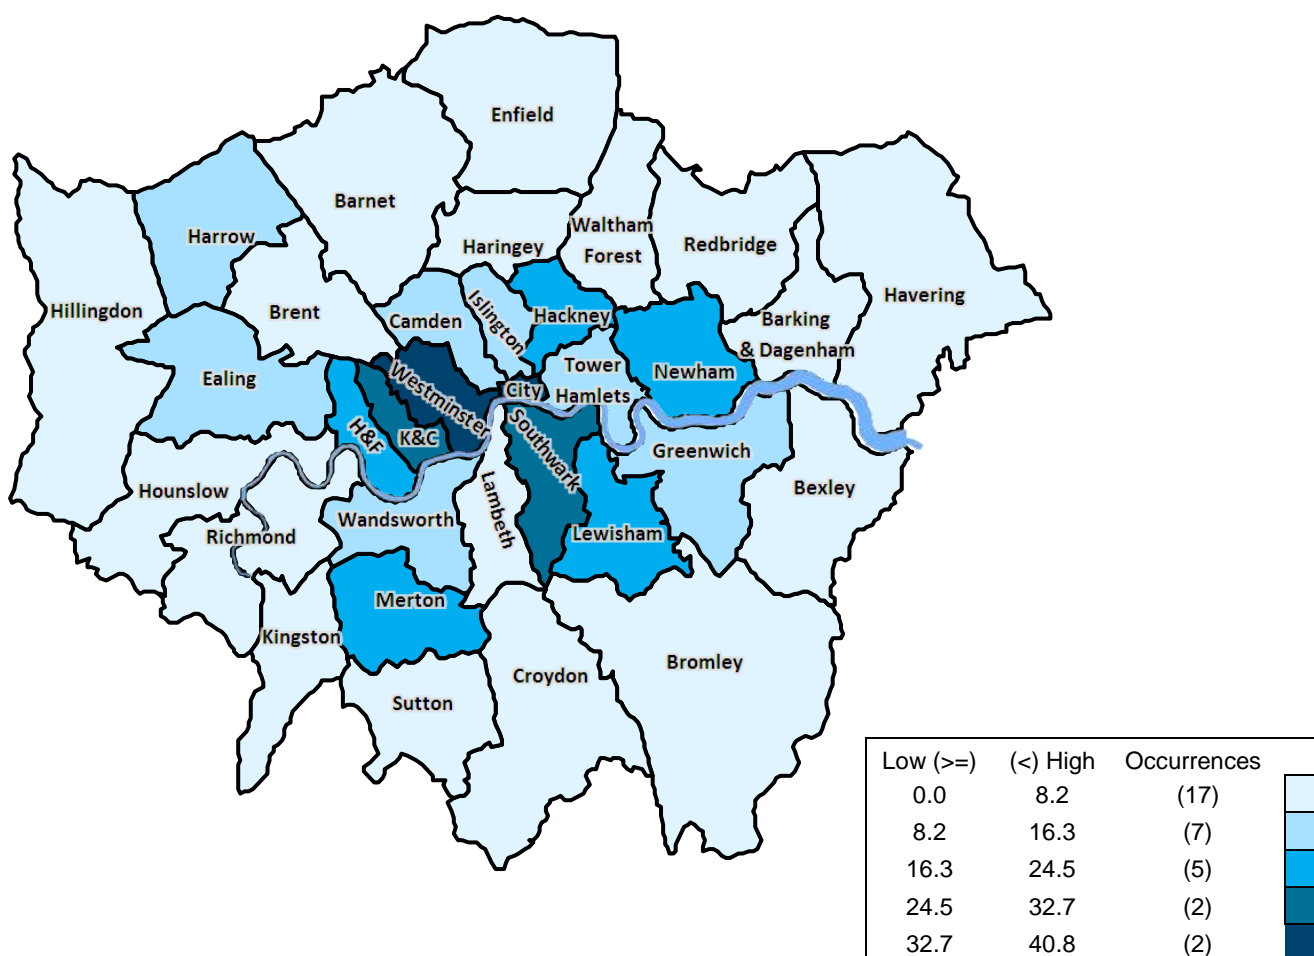 Enfield
Barnet
Harrow
Haringey
Waltham
Forest
Redbridge
Havering
Hillingdon
Brent
Camden
Islington
Hackney
Barking
& Dagenham
Ealing
Tower
Hamlets
Newham
Westminster
City
H&F
K&C
Southwark
Greenwich
Hounslow
Bexley
Richmond
Wandsworth
Lambeth
Lewisham
Merton
Kingston
Bromley
Croydon
Sutton
Low (>=) (<) High Occurrences
0.0 8.2 (17)
8.2 16.3 (7)
16.3 24.5 (5)
24.5 32.7 (2)
32.7 40.8 (2)